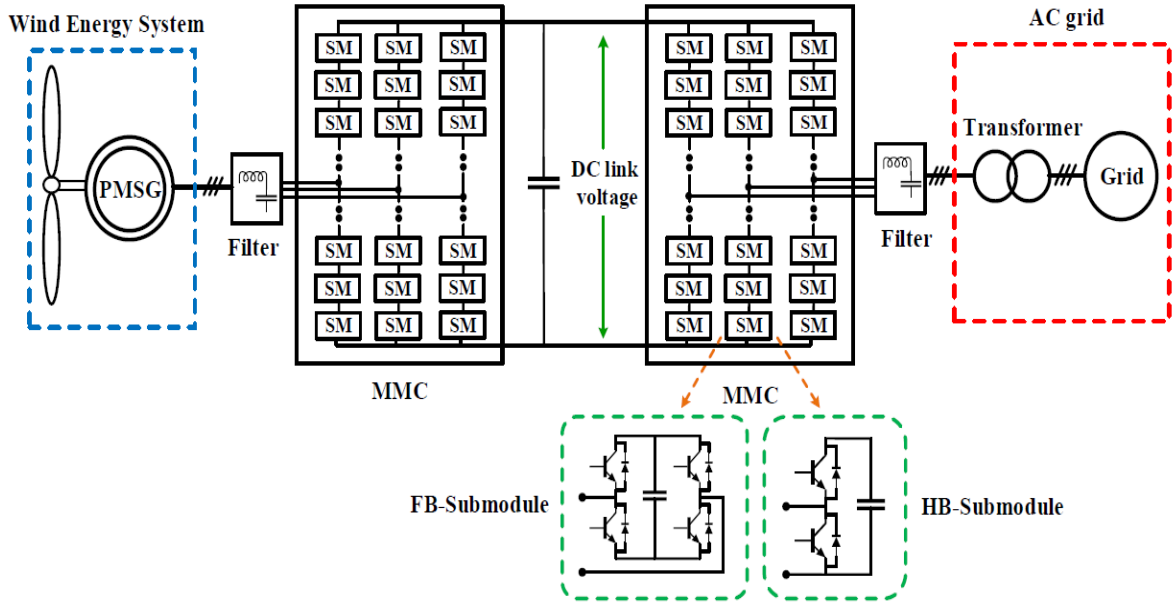 Wind Energy System
AC grid
SM SM SM SM SM SM
SM SM SM SM SM SM
SM SM SM SM SM SM
Transformer
PMSG
DC link
voltage
Grid
Filter
Filter
SM SM SM SM SM SM
SM SM SM SM SM SM
SM SM SM SM SM SM
MMC
MMC
FB-Submodule
HB-Submodule